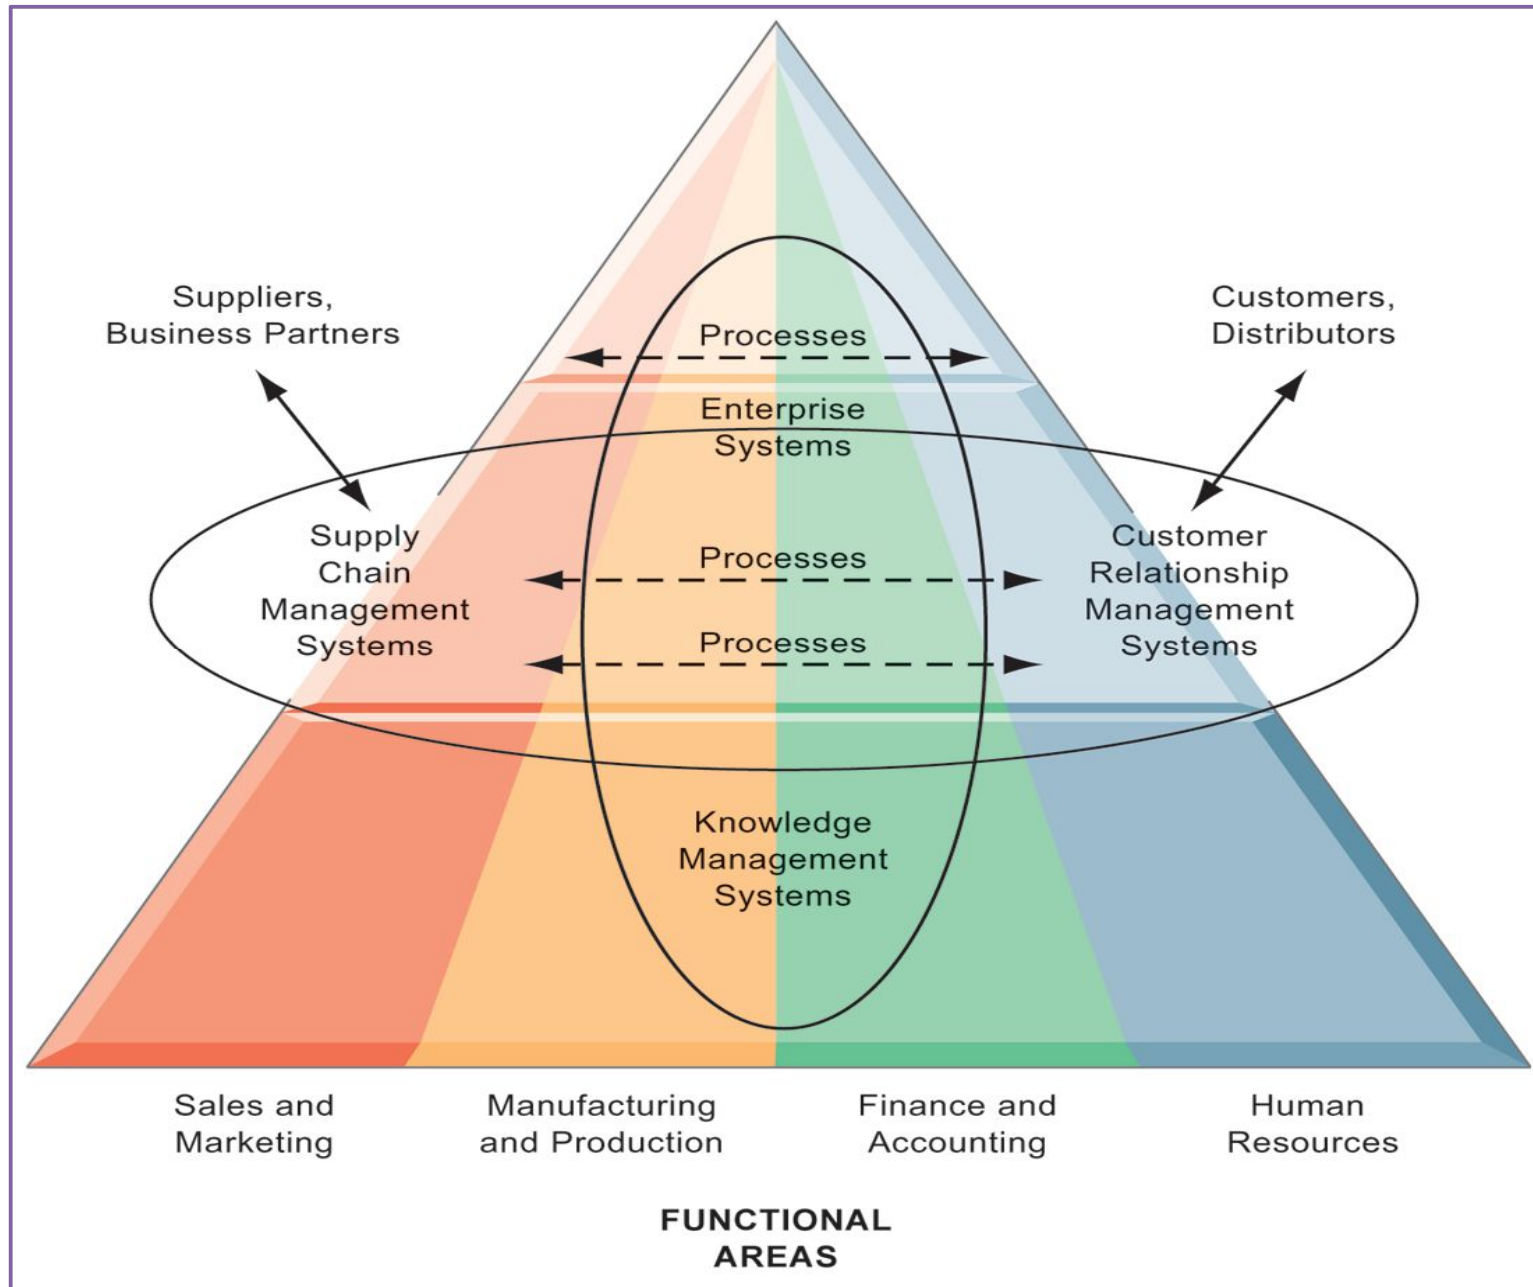 Suppliers,
Business Partners
Customers,
Distributors
Processes
Enterprise
Systems
Supply
Chain
Management
Systems
Processes
Processes
Customer
Relationship
Management
Systems
Knowledge
Management
Systems
Sales and
Marketing
Manufacturing
and Production
Finance and
Accounting
Human
Resources
FUNCTIONAL
AREAS